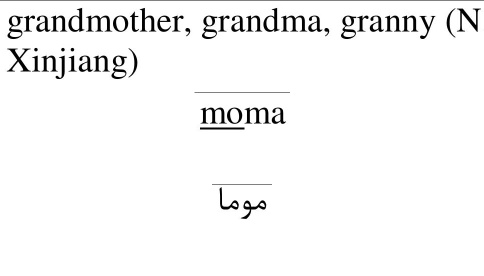 grandmother, grandma, granny (N
Xinjiang)
moma
موما